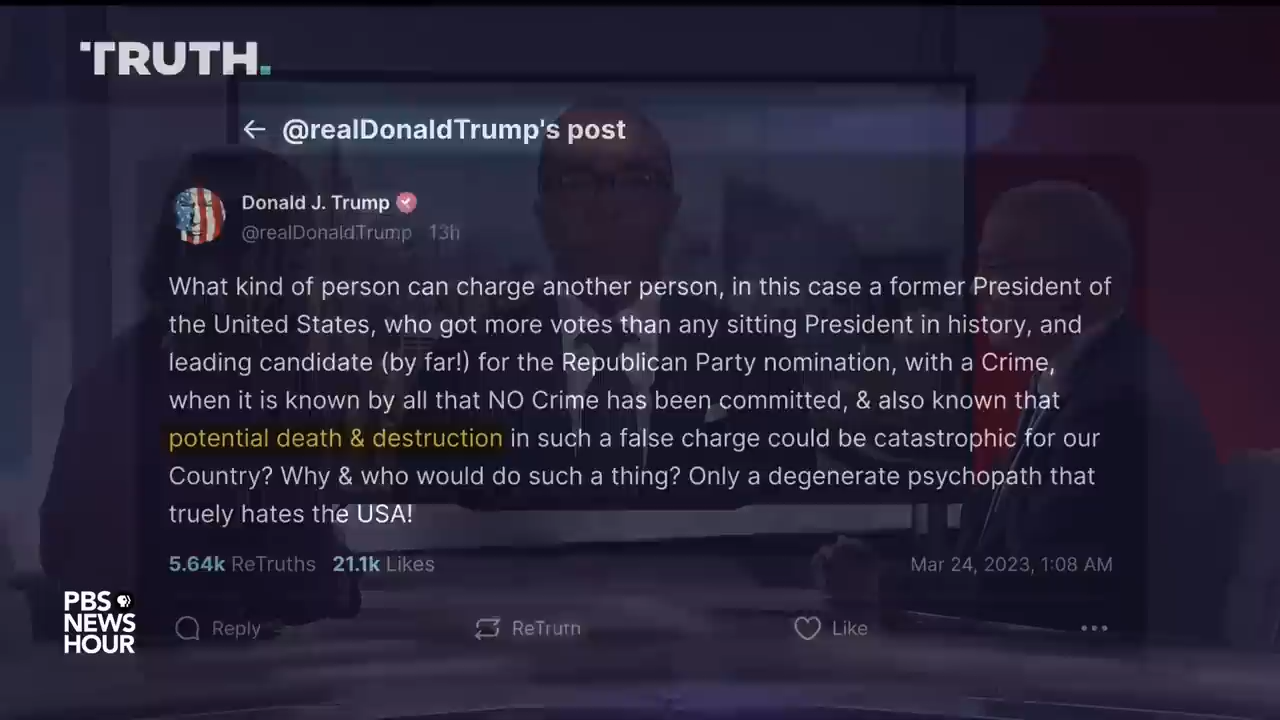 TRUTH.
← @realDonaldTrump's post
Donald J. Trump
@realDonaldTrump 13h
What kind of person can charge another person, in this case a former President of
the United States, who got more votes than any sitting President in history, and
leading candidate (by far!) for the Republican Party nomination, with a Crime,
when it is known by all that NO Crime has been committed, & also known that
potential death & destruction in such a false charge could be catastrophic for our
Country? Why & who would do such a thing? Only a degenerate psychopath that
truely hates the USA!
5.64k ReTruths 21.1k Likes Mar 24, 2023, 1:08 AM
PBS
NEWS
HOUR
Reply ReTruth Like